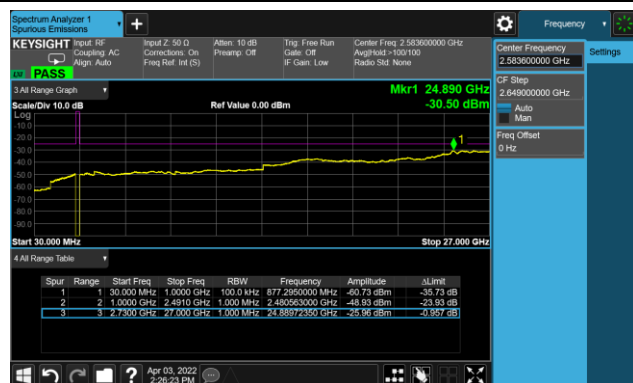 Spectrum Analyzer 1
Spurious Emissions
Frequency
KEYSIGHT
Input: RF
Coupling: AC
Align: Auto
Input Z: 50 Ω
Corrections: On
Freq Ref: Int (S)
Atten: 10 dB
Preamp: Off
Trig: Free Run
Gate: Off
IF Gain: Low
Center Freq: 2.583600000 GHz
Avg|Hold:>100/100
Radio Std: None
PASS
Center Frequency
2.583600000 GHz
Settings
CF Step
2.649000000 GHz
Auto
Man
Freq Offset
0 Hz
3 All Range Graph
Mkr1 24.890 GHz
Scale/Div 10.0 dB
Ref Value 0.00 dBm
-30.50 dBm
Log
-10.0
-20.0
-30.0
-40.0
-50.0
-60.0
-70.0
-80.0
-90.0
1
Start 30.000 MHz
Stop 27.000 GHz
4 All Range Table
Spur Range Start Freq Stop Freq RBW Frequency Amplitude ΔLimit
1 1 30.000 MHz 1.0000 GHz 100.0 kHz 877.2950000 MHz -60.73 dBm -35.73 dB
2 2 1.0000 GHz 2.4910 GHz 1.000 MHz 2.480563000 GHz -48.93 dBm -23.93 dB
3 3 2.7300 GHz 27.000 GHz 1.000 MHz 24.88972350 GHz -25.96 dBm -0.957 dB
?
Apr 03, 2022
2:26:23 PM